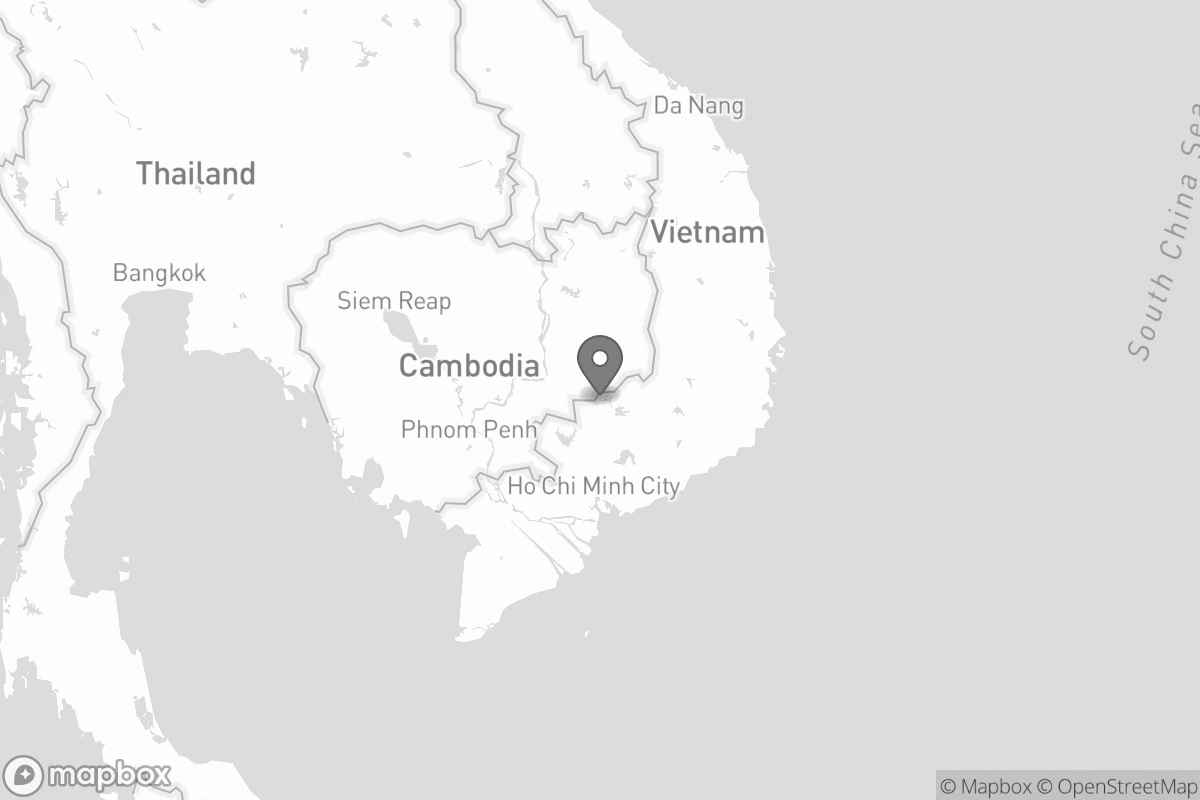 Da Nang
Thailand
Vietnam
South China Sea
Bangkok
Siem Reap
Cambodia
Phnom Penh
Ho Chi Minh City
mapbox
© Mapbox © OpenStreetMap